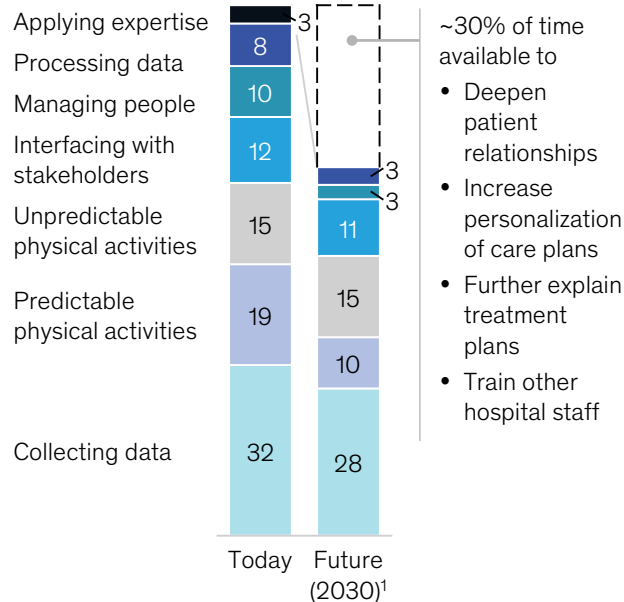 Applying expertise
Processing data
Managing people
Interfacing with
stakeholders
Unpredictable
physical activities
Predictable
physical activities
Collecting data
3
8
10
12
15
19
32
Today
3
3
11
15
10
28
Future
(2030)¹
~30% of time
available to
• Deepen
patient
relationships
• Increase
personalization
of care plans
• Further explain
treatment
plans
• Train other
hospital staff